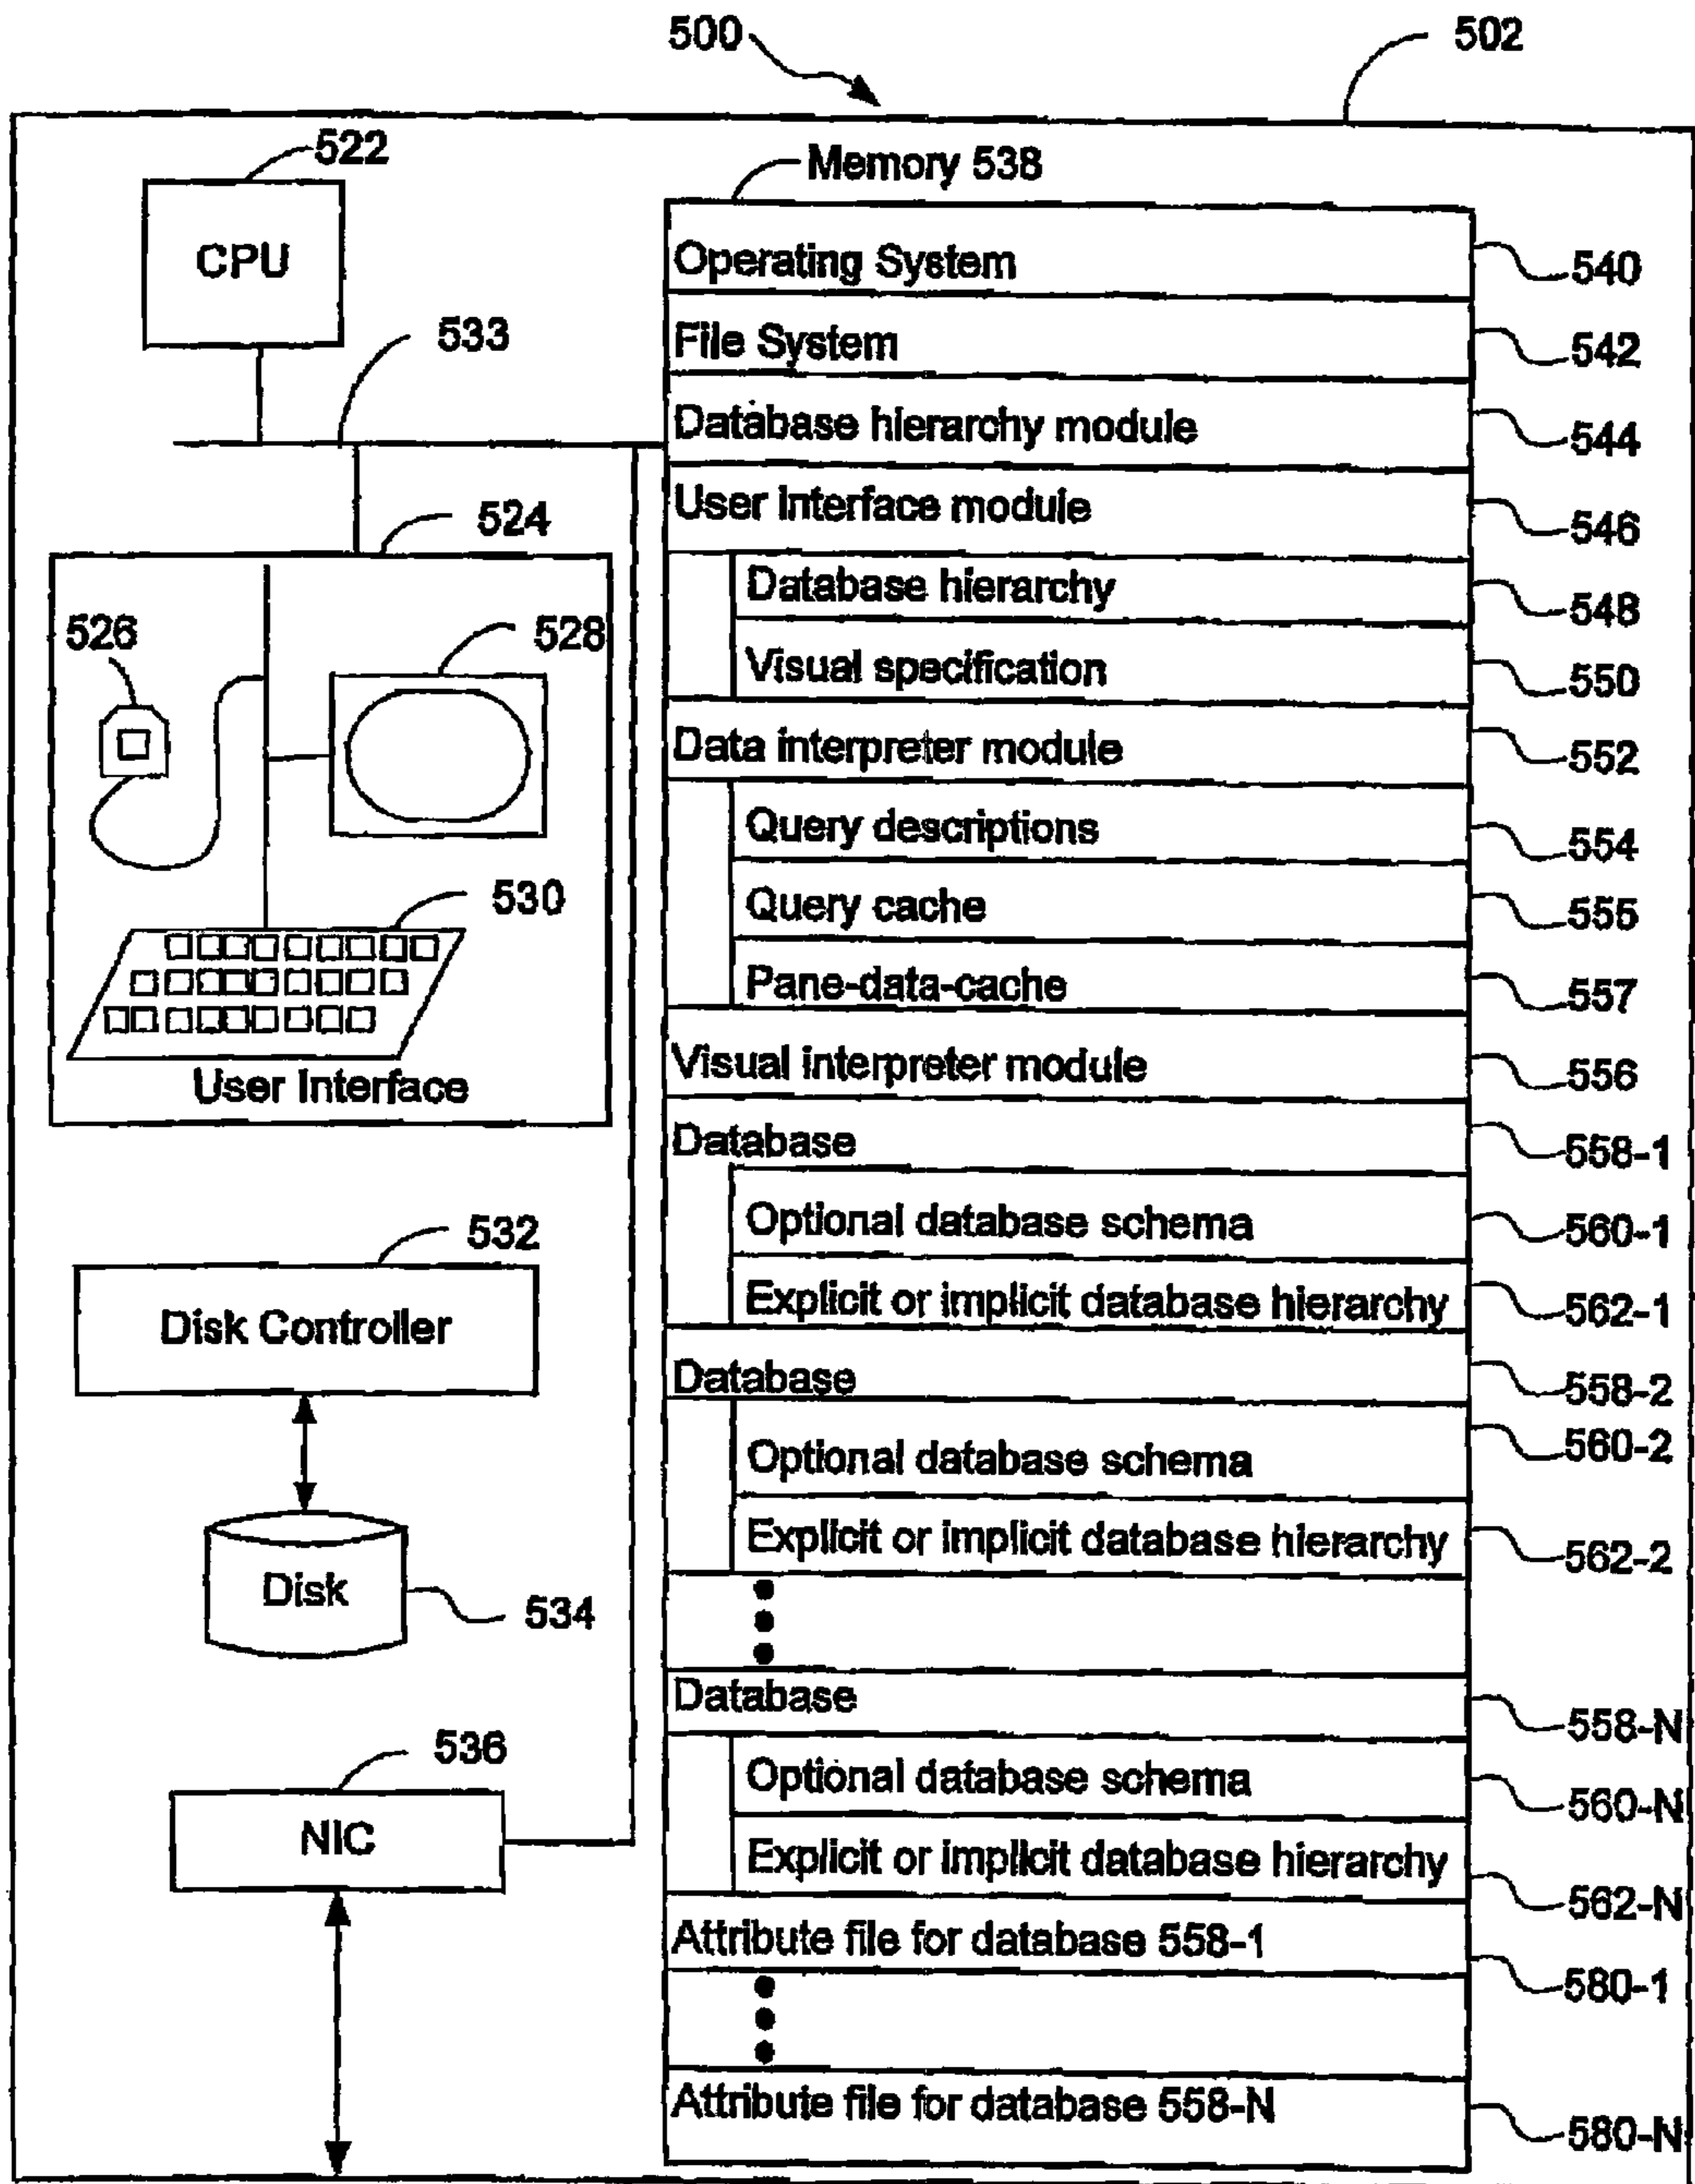 500
502
522
CPU
533
524
526
528
530
User Interface
532
Disk Controller
Disk
534
536
NIC
Memory 538
Operating System 540
File System 542
Database hierarchy module 544
User interface module 546
Database hierarchy 548
Visual specification 550
Data interpreter module 552
Query descriptions 554
Query cache 555
Pane-data-cache 557
Visual interpreter module 556
Database 558-1
Optional database schema 560-1
Explicit or implicit database hierarchy 562-1
Database 558-2
Optional database schema 560-2
Explicit or implicit database hierarchy 562-2
Database 558-N
Optional database schema 560-N
Explicit or implicit database hierarchy 562-N
Attribute file for database 558-1 580-1
Attribute file for database 558-N 580-N